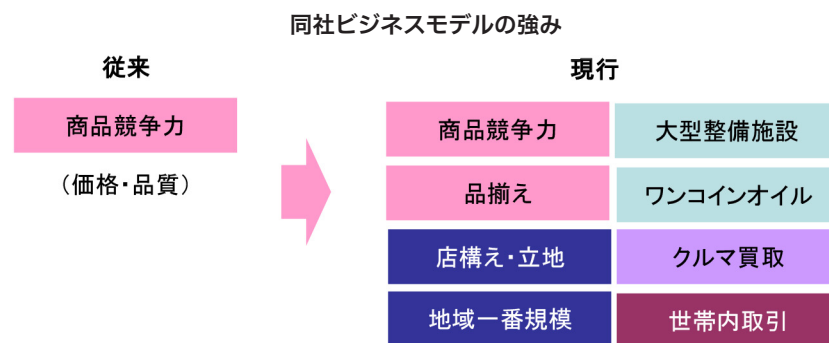 同社ビジネスモデルの強み
従来
商品競争力
（価格・品質）
現行
商品競争力
大型整備施設
品揃え
ワンコインオイル
店構え・立地
クルマ買取
地域一番規模
世帯内取引